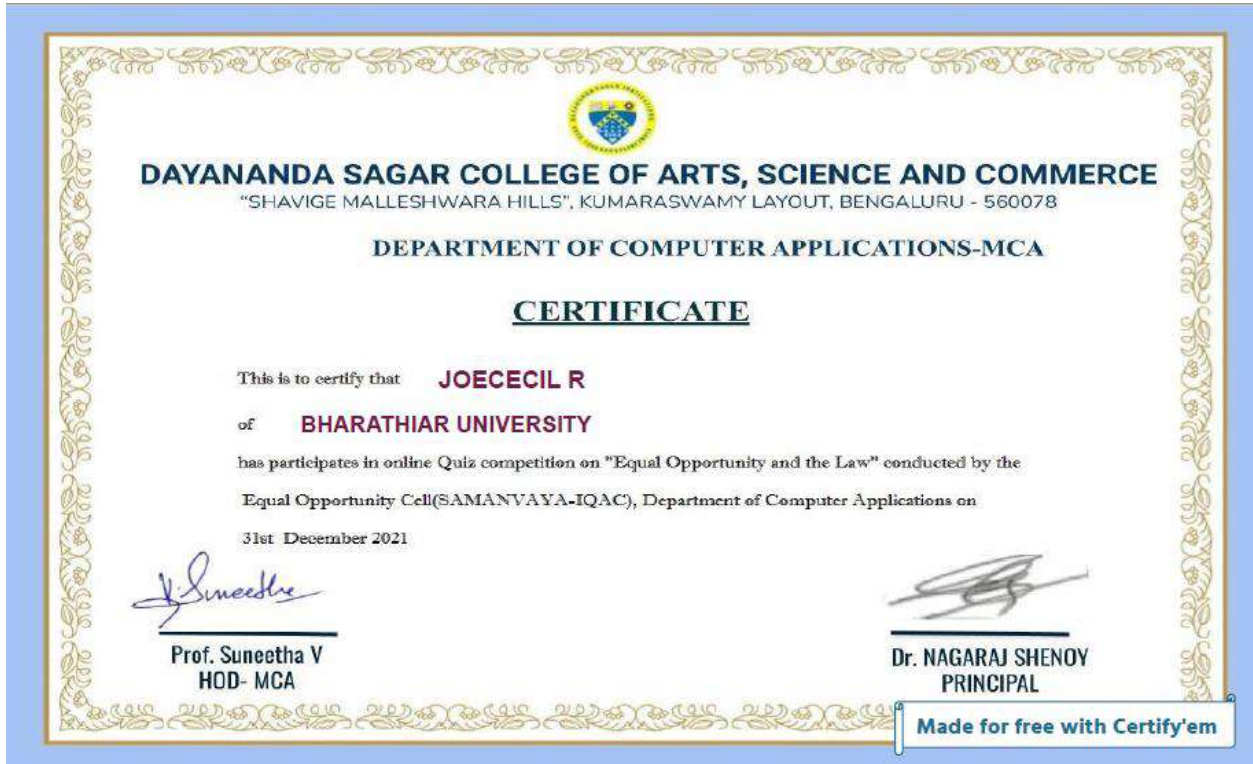 DAYANANDA SAGAR COLLEGE OF ARTS, SCIENCE AND COMMERCE
"SHAVIGE MALLESHWARA HILLS", KUMARASWAMY LAYOUT, BENGALURU - 560078
DEPARTMENT OF COMPUTER APPLICATIONS-MCA
CERTIFICATE
This is to certify that JOECECIL R
of BHARATHIAR UNIVERSITY
has participates in online Quiz competition on "Equal Opportunity and the Law" conducted by the
Equal Opportunity Cell(SAMANVAYA-IQAC), Department of Computer Applications on
31st December 2021
V. Suneetha
Prof. Suneetha V
HOD- MCA
Dr. NAGARAJ SHENOY
PRINCIPAL
Made for free with Certify'em